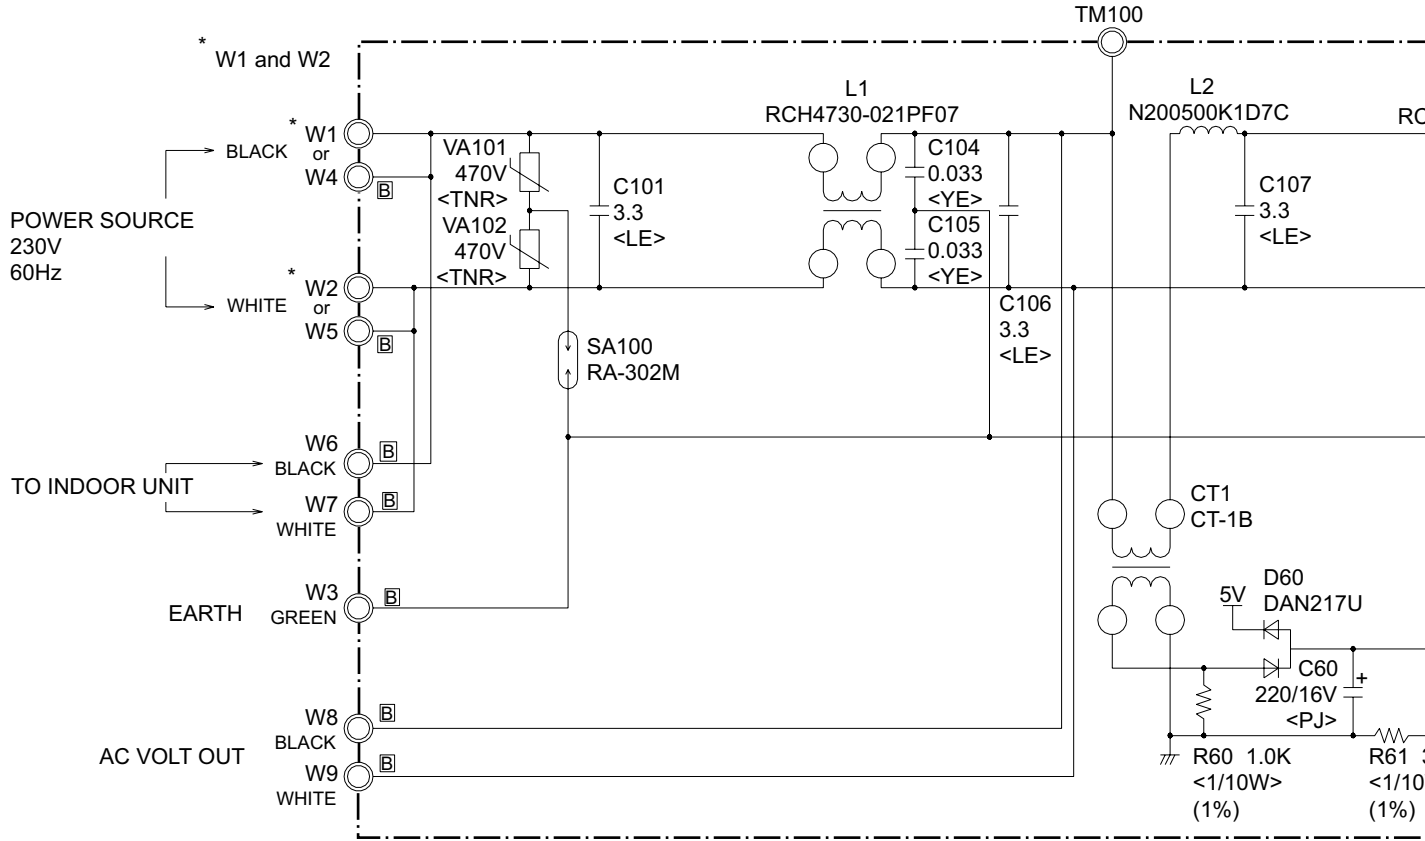 TM100
*
W1 and W2
L1
RCH4730-021PF07
L2
N200500K1D7C
RC
* W1
or
W4
BLACK
B
VA101
470V
<TNR>
VA102
470V
<TNR>
C101
3.3
<LE>
C104
0.033
<YE>
C105
0.033
<YE>
C107
3.3
<LE>
POWER SOURCE
230V
60Hz
* W2
or
W5
WHITE
B
C106
3.3
<LE>
SA100
RA-302M
TO INDOOR UNIT
W6
BLACK
B
W7
WHITE
B
CT1
CT-1B
EARTH
W3
GREEN
B
D60
DAN217U
5V
C60
220/16V
<PJ>
+
AC VOLT OUT
W8
BLACK
B
W9
WHITE
B
R60 1.0K
<1/10W>
(1%)
R61
<1/10
(1%)